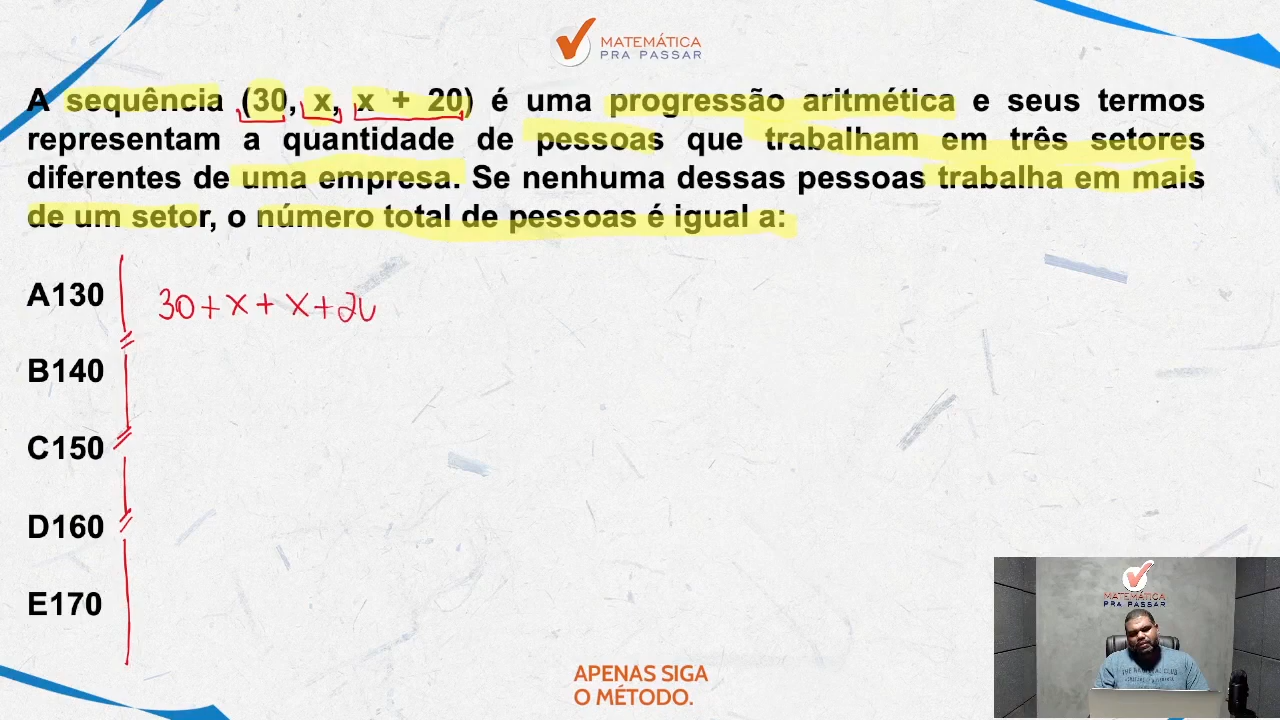 MATEMÁTICA
PRA PASSAR
A sequência (30, x, x + 20) é uma progressão aritmética e seus termos
representam a quantidade de pessoas que trabalham em três setores
diferentes de uma empresa. Se nenhuma dessas pessoas trabalha em mais
de um setor, o número total de pessoas é igual a:
A130
30+x+x+20
B140
C150
D160
E170
MATEMÁTICA
PRA PASSAR
APENAS SIGA
O MÉTODO.